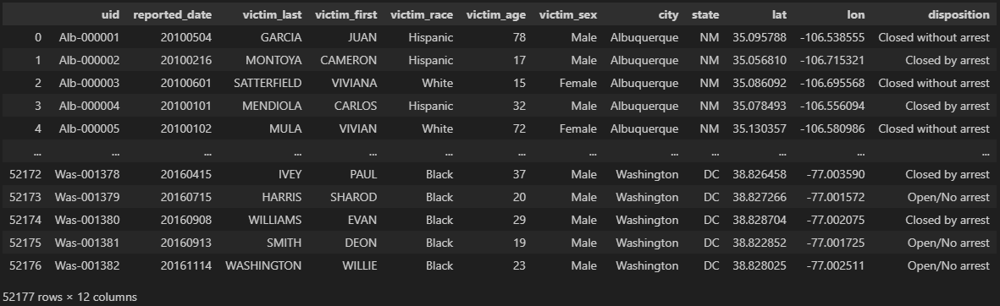 uid reported_date victim_last victim_first victim_race victim_age victim_sex city state lat lon disposition
0 Alb-000001 20100504 GARCIA JUAN Hispanic 78 Male Albuquerque NM 35.095788 -106.538555 Closed without arrest
1 Alb-000002 20100216 MONTOYA CAMERON Hispanic 17 Male Albuquerque NM 35.056810 -106.715321 Closed by arrest
2 Alb-000003 20100601 SATTERFIELD VIVIANA White 15 Female Albuquerque NM 35.086092 -106.695568 Closed without arrest
3 Alb-000004 20100101 MENDIOLA CARLOS Hispanic 32 Male Albuquerque NM 35.078493 -106.556094 Closed by arrest
4 Alb-000005 20100102 MULA VIVIAN White 72 Female Albuquerque NM 35.130357 -106.580986 Closed without arrest
... ... ... ... ... ... ... ... ... ... ... ... ...
52172 Was-001378 20160415 IVEY PAUL Black 37 Male Washington DC 38.826458 -77.003590 Closed by arrest
52173 Was-001379 20160715 HARRIS SHAROD Black 20 Male Washington DC 38.827266 -77.001572 Open/No arrest
52174 Was-001380 20160908 WILLIAMS EVAN Black 29 Male Washington DC 38.828704 -77.002075 Closed by arrest
52175 Was-001381 20160913 SMITH DEON Black 19 Male Washington DC 38.822852 -77.001725 Open/No arrest
52176 Was-001382 20161114 WASHINGTON WILLIE Black 23 Male Washington DC 38.828025 -77.002511 Open/No arrest
52177 rows × 12 columns